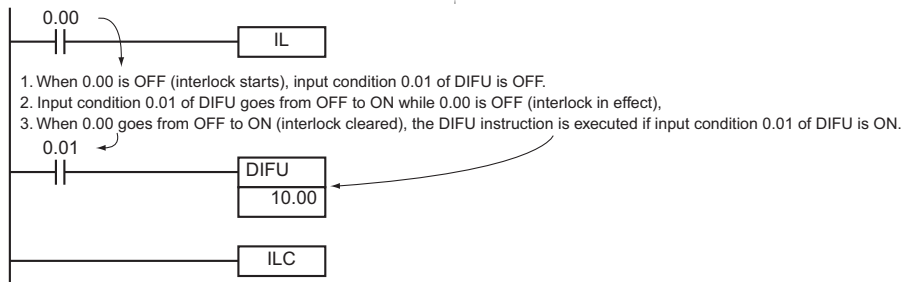 0.00
IL
1. When 0.00 is OFF (interlock starts), input condition 0.01 of DIFU is OFF.
2. Input condition 0.01 of DIFU goes from OFF to ON while 0.00 is OFF (interlock in effect),
3. When 0.00 goes from OFF to ON (interlock cleared), the DIFU instruction is executed if input condition 0.01 of DIFU is ON.
0.01
DIFU
10.00
ILC